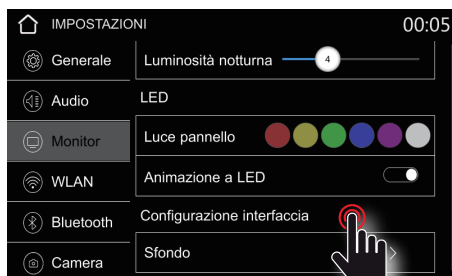 IMPOSTAZIONI 00:05
Generale
Audio
Monitor
WLAN
Bluetooth
Camera
Luminosità notturna 4
LED
Luce pannello
Animazione a LED
Configurazione interfaccia
Sfondo